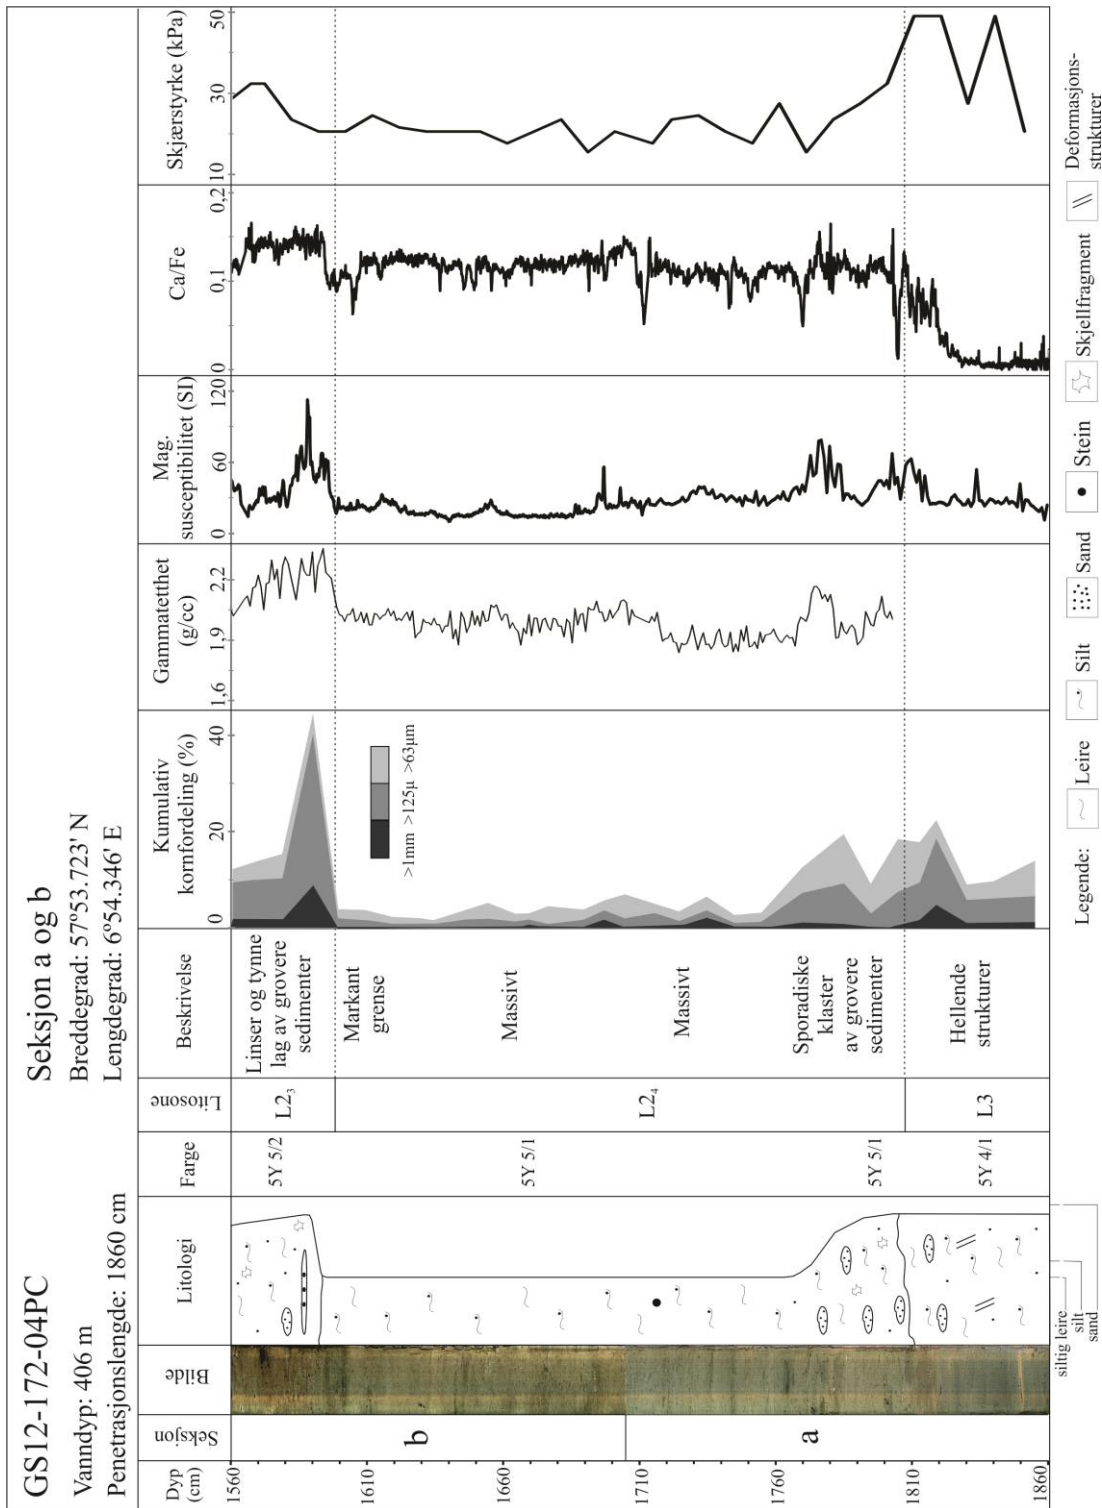 GS12-172-04PC
Seksjon a og b
Vanndyp: 406 m
Breddegrad: 57°53.723' N
Penetrasjonslengde: 1860 cm
Lengdegrad: 6°54.346' E
Dyp
(cm)
Seksjon
Bilde
Litologi
Farge
Litosone
Beskrivelse
Kumulativ
kornfordeling (%)
0
20
40
Gammatetthet
(g/cc)
1,6
1,9
2,2
Mag.
susceptibilitet (SI)
0
60
120
Ca/Fe
0
0,1
0,2
Skjærstyrke (kPa)
10
30
50
1560
1610
1660
1710
1760
1810
1860
b
a
5Y 5/2
5Y 5/1
5Y 5/1
5Y 4/1
L2₃
L2₄
L3
Linser og tynne
lag av grovere
sedimenter
Markant
grense
Massivt
Massivt
Sporadiske
klaster
av grovere
sedimenter
Hellende
strukturer
>1mm >125µ >63µm
siltig leire
silt
sand
Legende:
Leire
Silt
Sand
Stein
Skjellfragment
Deformasjons-
strukturer